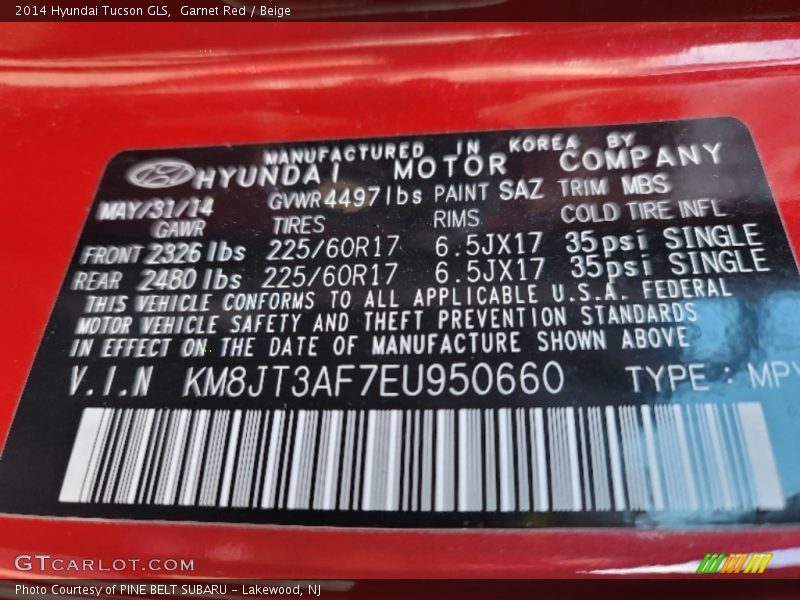 2014 Hyundai Tucson GLS,  Garnet Red / Beige
MANUFACTURED IN KOREA BY
HYUNDAI MOTOR COMPANY
MAY/31/14 GVWR 4497lbs PAINT SAZ TRIM MBS
GAWR TIRES RIMS COLD TIRE INFL
FRONT 2326 lbs 225/60R17 6.5JX17 35psi SINGLE
REAR 2480 lbs 225/60R17 6.5JX17 35psi SINGLE
THIS VEHICLE CONFORMS TO ALL APPLICABLE U.S.A. FEDERAL
MOTOR VEHICLE SAFETY AND THEFT PREVENTION STANDARDS
IN EFFECT ON THE DATE OF MANUFACTURE SHOWN ABOVE
V.I.N KM8JT3AF7EU950660 TYPE : MPV
GTCARLOT.COM
Photo Courtesy of PINE BELT SUBARU - Lakewood, NJ